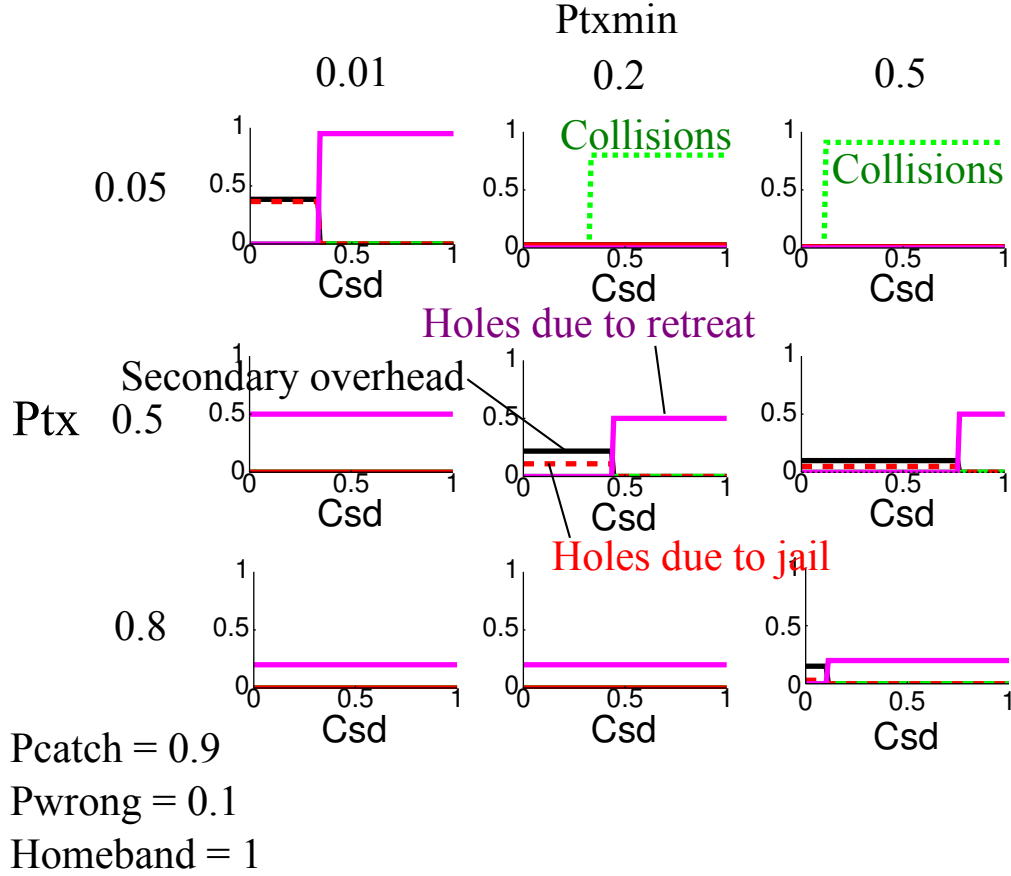 Ptxmin
0.01 0.2 0.5
0.05
1
0.5
0
0 0.5 1
Csd
Collisions
1
0.5
0
0 0.5 1
Csd
Collisions
1
0.5
0
0 0.5 1
Csd
Holes due to retreat
Secondary overhead
Holes due to jail
Ptx 0.5
1
0.5
0
0 0.5 1
Csd
1
0.5
0
0 0.5 1
Csd
1
0.5
0
0 0.5 1
Csd
0.8
1
0.5
0
0 0.5 1
Csd
1
0.5
0
0 0.5 1
Csd
1
0.5
0
0 0.5 1
Csd
Pcatch = 0.9
Pwrong = 0.1
Homeband = 1